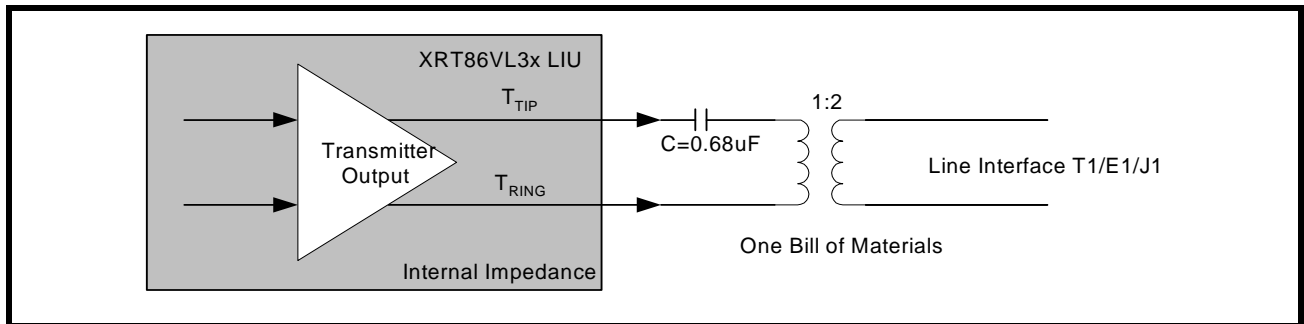 XRT86VL3x LIU
TTIP
1:2
C=0.68uF
Transmitter
Output
Line Interface T1/E1/J1
TRING
One Bill of Materials
Internal Impedance